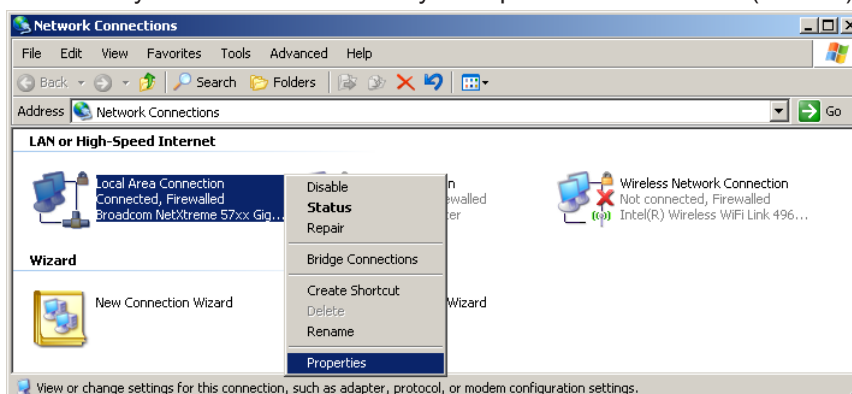 Network Connections
File Edit View Favorites Tools Advanced Help
Back Search Folders
Address Network Connections Go
LAN or High-Speed Internet
Local Area Connection
Connected, Firewalled
Broadcom NetXtreme 57xx Gig...
Disable
Status
Repair
Bridge Connections
Create Shortcut
Delete
Rename
Properties
Wireless Network Connection
Not connected, Firewalled
Intel(R) Wireless WiFi Link 496...
Wizard
New Connection Wizard
Wizard
View or change settings for this connection, such as adapter, protocol, or modem configuration settings.